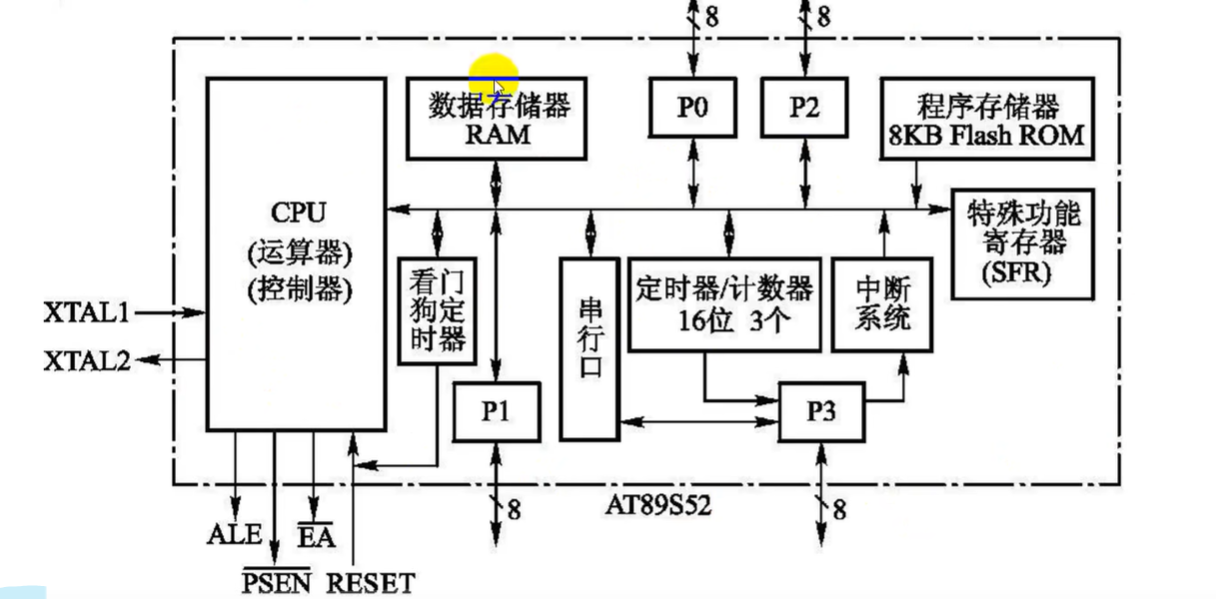 8
8
数据存储器
RAM
P0
P2
程序存储器
8KB Flash ROM
CPU
(运算器)
(控制器)
特殊功能
寄存器
(SFR)
看门
狗定
时器
串
行
口
定时器/计数器
16位 3个
中断
系统
XTAL1
XTAL2
P1
P3
8
AT89S52
8
ALE
EA
PSEN
RESET